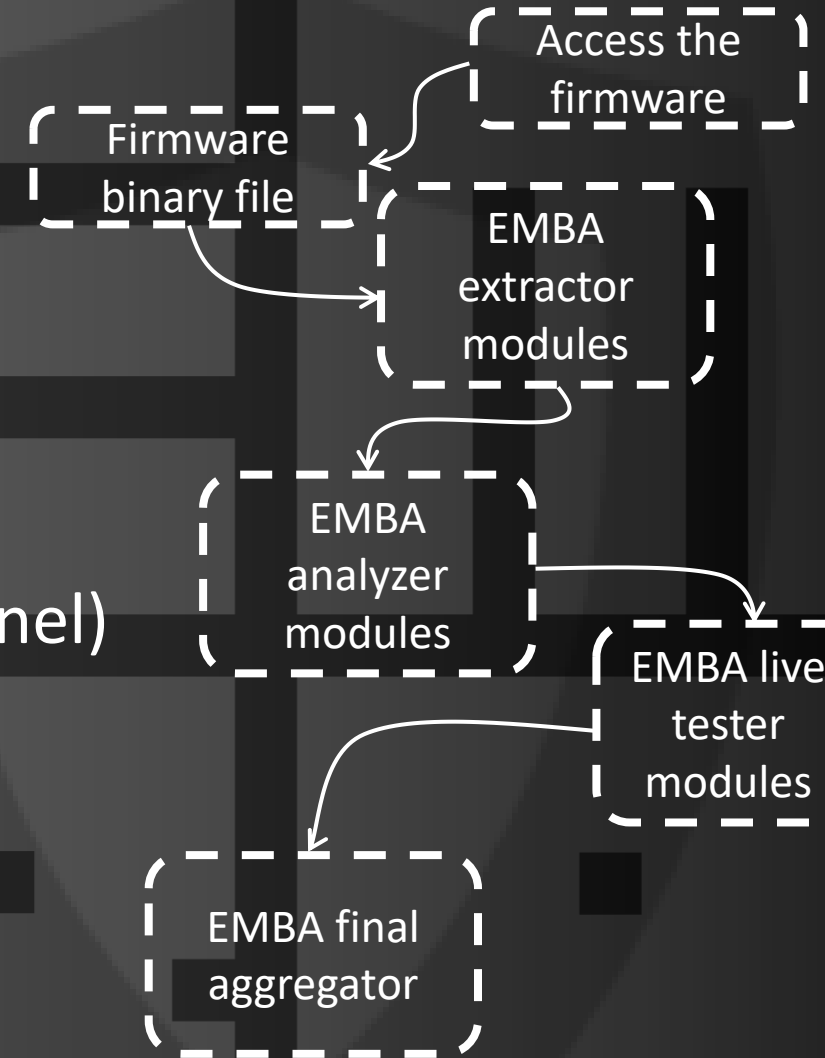 Access the
firmware
Firmware
binary file
EMBA
extractor
modules
EMBA
analyzer
modules
nel)
EMBA live
tester
modules
EMBA final
aggregator